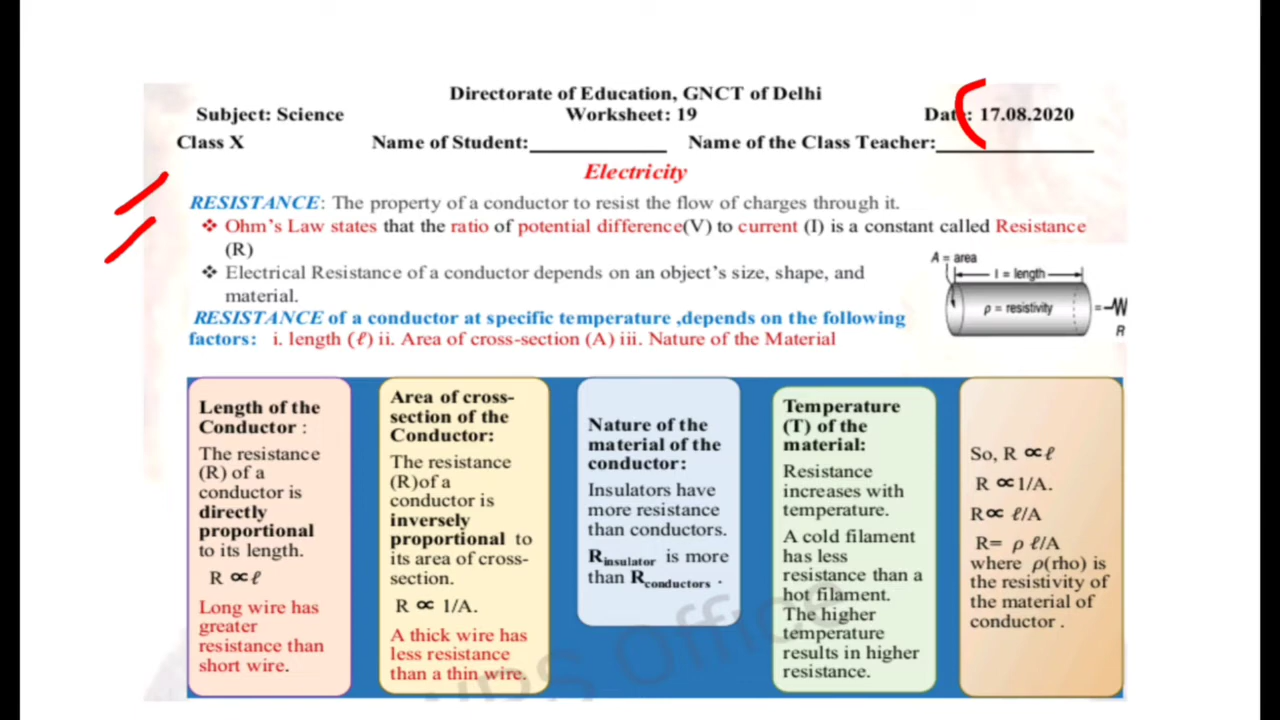 Directorate of Education, GNCT of Delhi
Subject: Science Worksheet: 19 Date: 17.08.2020
Class X Name of Student:__________ Name of the Class Teacher:____________
Electricity
RESISTANCE: The property of a conductor to resist the flow of charges through it.
❖ Ohm's Law states that the ratio of potential difference(V) to current (I) is a constant called Resistance
(R)
❖ Electrical Resistance of a conductor depends on an object's size, shape, and
material.
RESISTANCE of a conductor at specific temperature ,depends on the following
factors: i. length (ℓ) ii. Area of cross-section (A) iii. Nature of the Material
A = area
l = length
ρ = resistivity
=
R
Length of the
Conductor :
The resistance
(R) of a
conductor is
directly
proportional
to its length.
R ∝ ℓ
Long wire has
greater
resistance than
short wire.
Area of cross-
section of the
Conductor:
The resistance
(R)of a
conductor is
inversely
proportional to
its area of cross-
section.
R ∝ 1/A.
A thick wire has
less resistance
than a thin wire.
Nature of the
material of the
conductor:
Insulators have
more resistance
than conductors.
Rinsulator is more
than Rconductors .
Temperature
(T) of the
material:
Resistance
increases with
temperature.
A cold filament
has less
resistance than a
hot filament.
The higher
temperature
results in higher
resistance.
So, R ∝ ℓ
R ∝ 1/A.
R∝ ℓ/A
R= ρ ℓ/A
where ρ(rho) is
the resistivity of
the material of
conductor .
Office